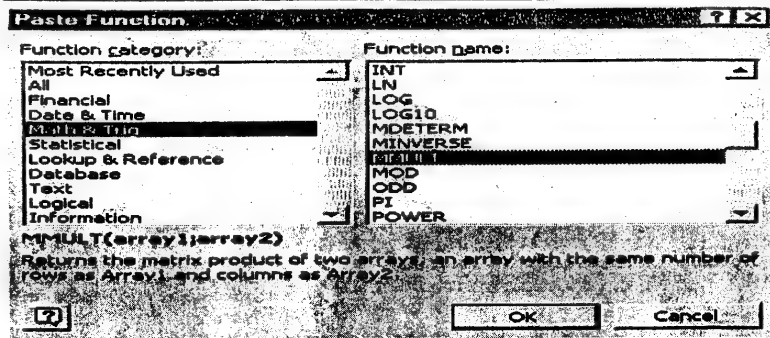 Paste Function
Function category:
Most Recently Used
All
Financial
Date & Time
Math & Trig
Statistical
Lookup & Reference
Database
Text
Logical
Information
Function name:
INT
LN
LOG
LOG10
MDETERM
MINVERSE
MMULT
MOD
ODD
PI
POWER
MMULT(array1;array2)
Returns the matrix product of two arrays, an array with the same number of
rows as Array1 and columns as Array2.
OK
Cancel